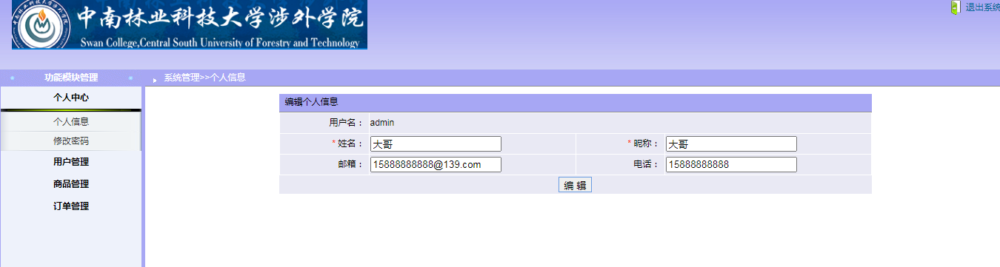 中南林业科技大学涉外学院
Swan College,Central South University of Forestry and Technology
退出系统
功能模块管理
系统管理>>个人信息
个人中心
个人信息
修改密码
用户管理
商品管理
订单管理
编辑个人信息
用户名： admin
* 姓名： 大哥 * 昵称： 大哥
邮箱： 15888888888@139.com 电话： 15888888888
编 辑